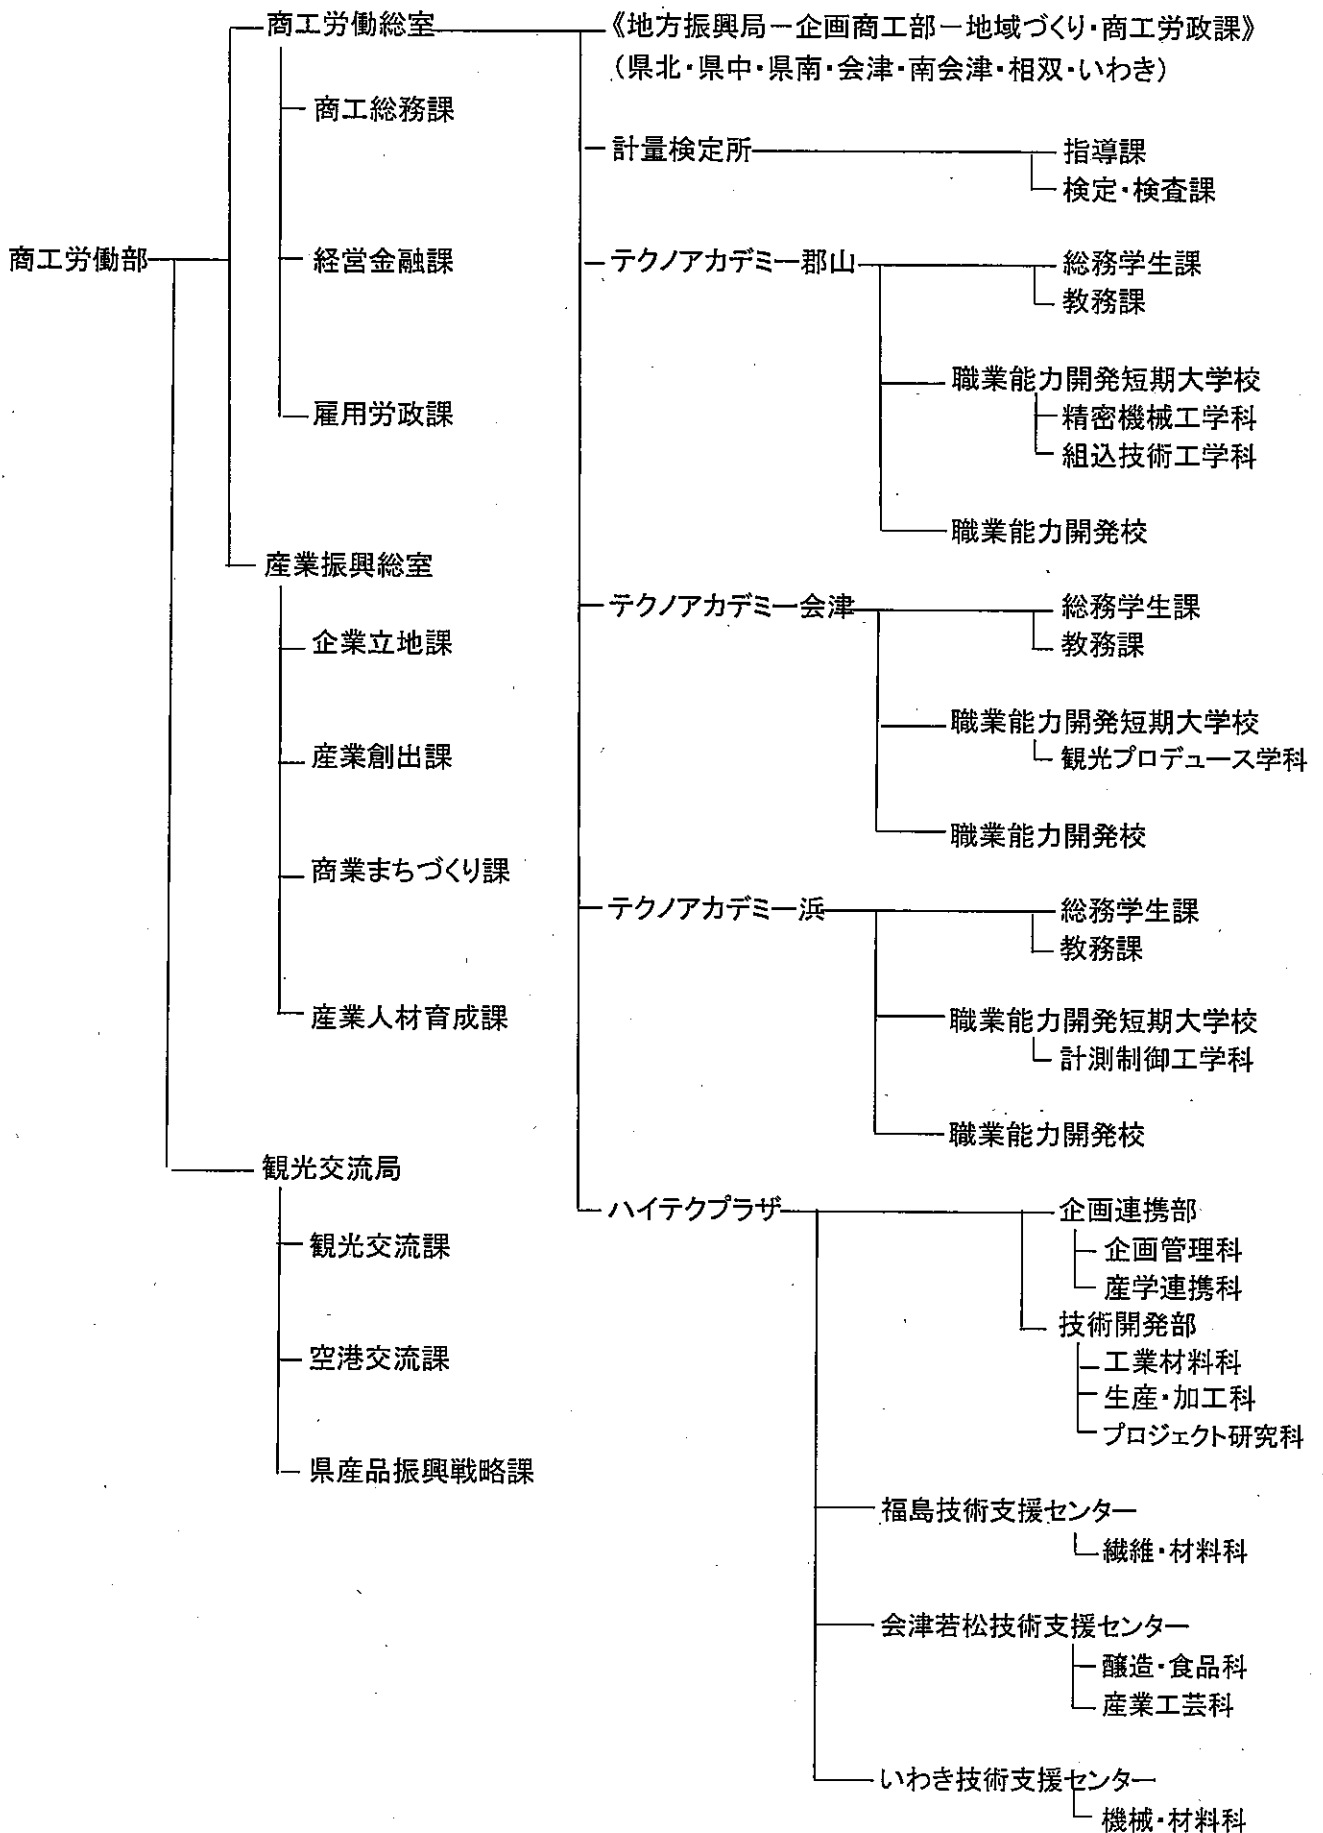 商工労働部
商工労働総室
商工総務課
経営金融課
雇用労政課
産業振興総室
企業立地課
産業創出課
商業まちづくり課
産業人材育成課
観光交流局
観光交流課
空港交流課
県産品振興戦略課
《地方振興局－企画商工部－地域づくり・商工労政課》
（県北・県中・県南・会津・南会津・相双・いわき）
計量検定所
指導課
検定・検査課
テクノアカデミー郡山
総務学生課
教務課
職業能力開発短期大学校
精密機械工学科
組込技術工学科
職業能力開発校
テクノアカデミー会津
総務学生課
教務課
職業能力開発短期大学校
観光プロデュース学科
職業能力開発校
テクノアカデミー浜
総務学生課
教務課
職業能力開発短期大学校
計測制御工学科
職業能力開発校
ハイテクプラザ
企画連携部
企画管理科
産学連携科
技術開発部
工業材料科
生産・加工科
プロジェクト研究科
福島技術支援センター
繊維・材料科
会津若松技術支援センター
醸造・食品科
産業工芸科
いわき技術支援センター
機械・材料科